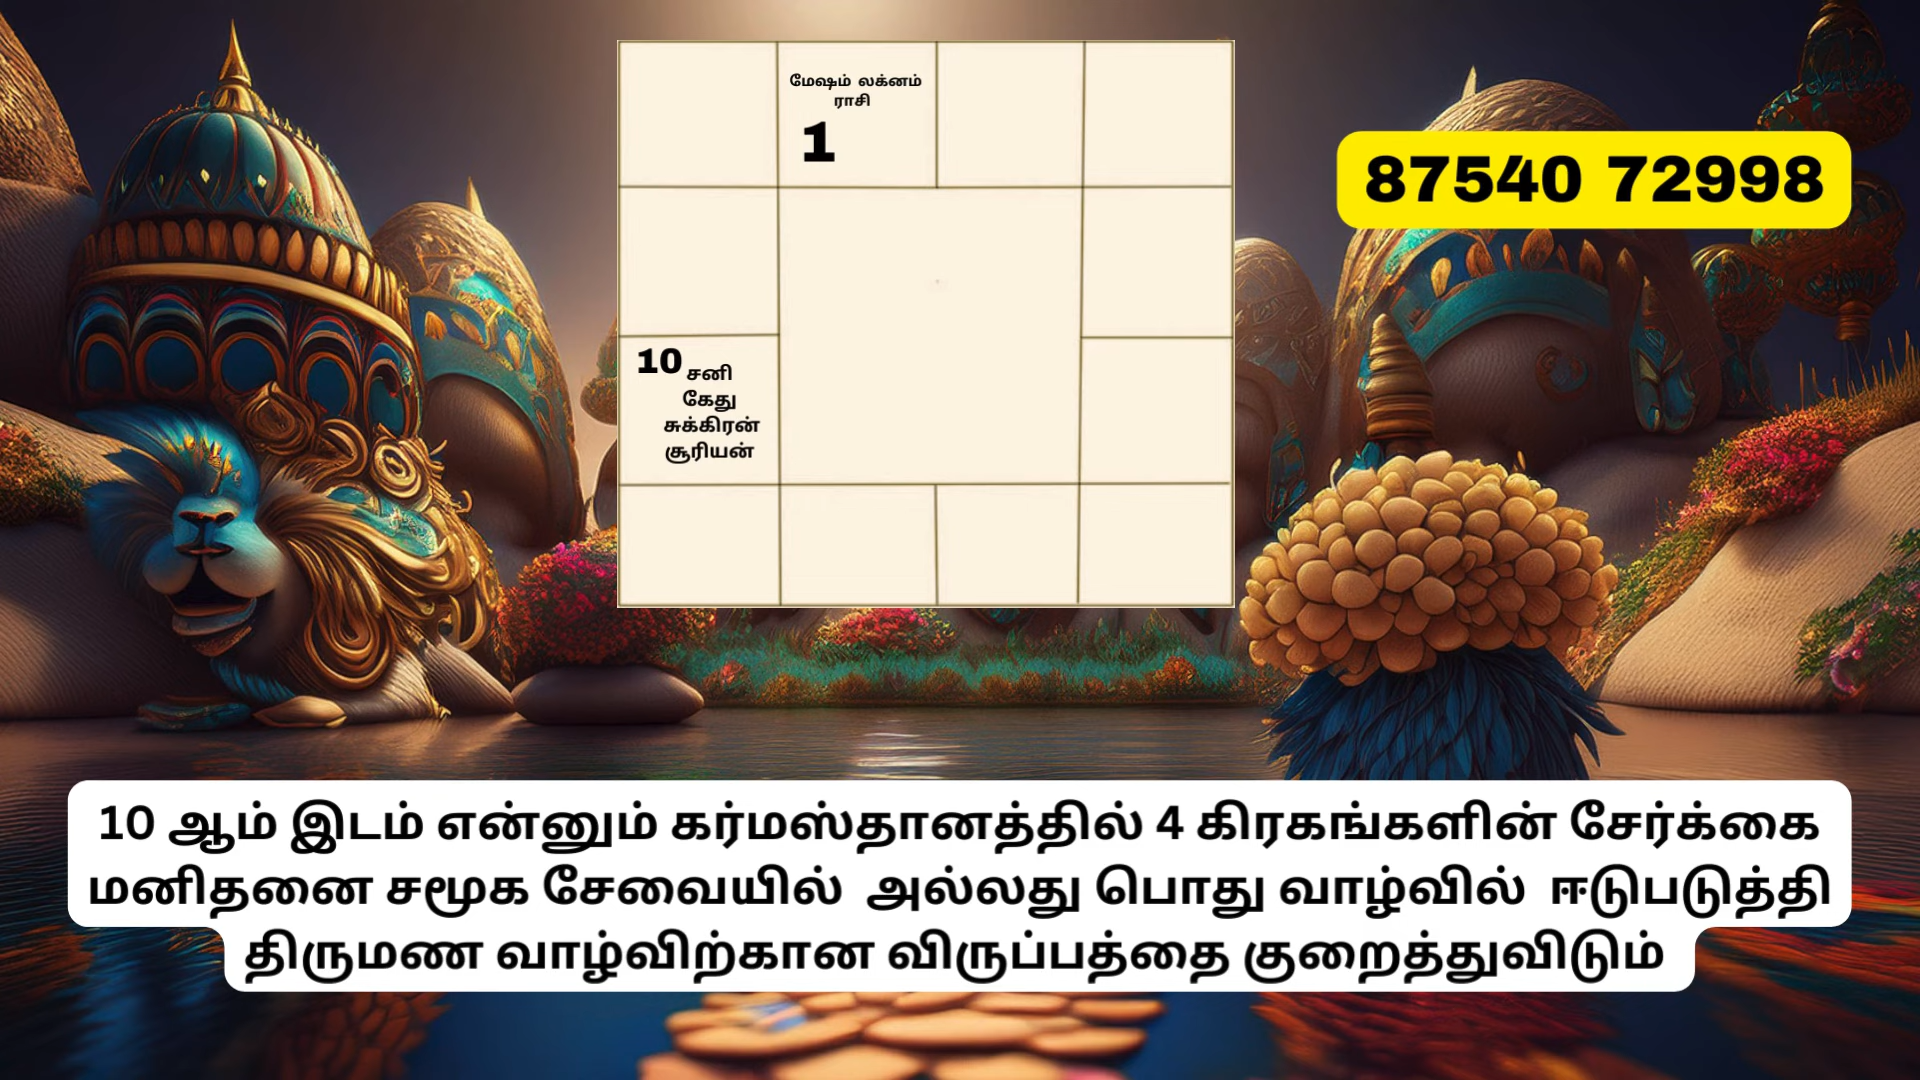 மேஷம் லக்னம்
ராசி
1
87540 72998
10 சனி
கேது
சுக்கிரன்
சூரியன்
10 ஆம் இடம் என்னும் கர்மஸ்தானத்தில் 4 கிரகங்களின் சேர்க்கை
மனிதனை சமூக சேவையில் அல்லது பொது வாழ்வில் ஈடுபடுத்தி
திருமண வாழ்விற்கான விருப்பத்தை குறைத்துவிடும்